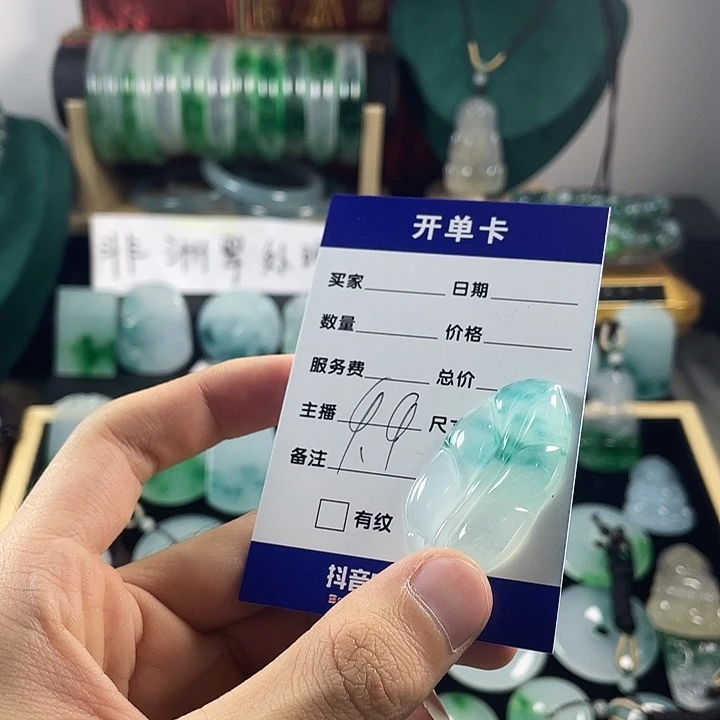 开单卡
买家 日期
数量 价格
服务费 总价
主播 尺
备注
有纹
抖音
非洲翠